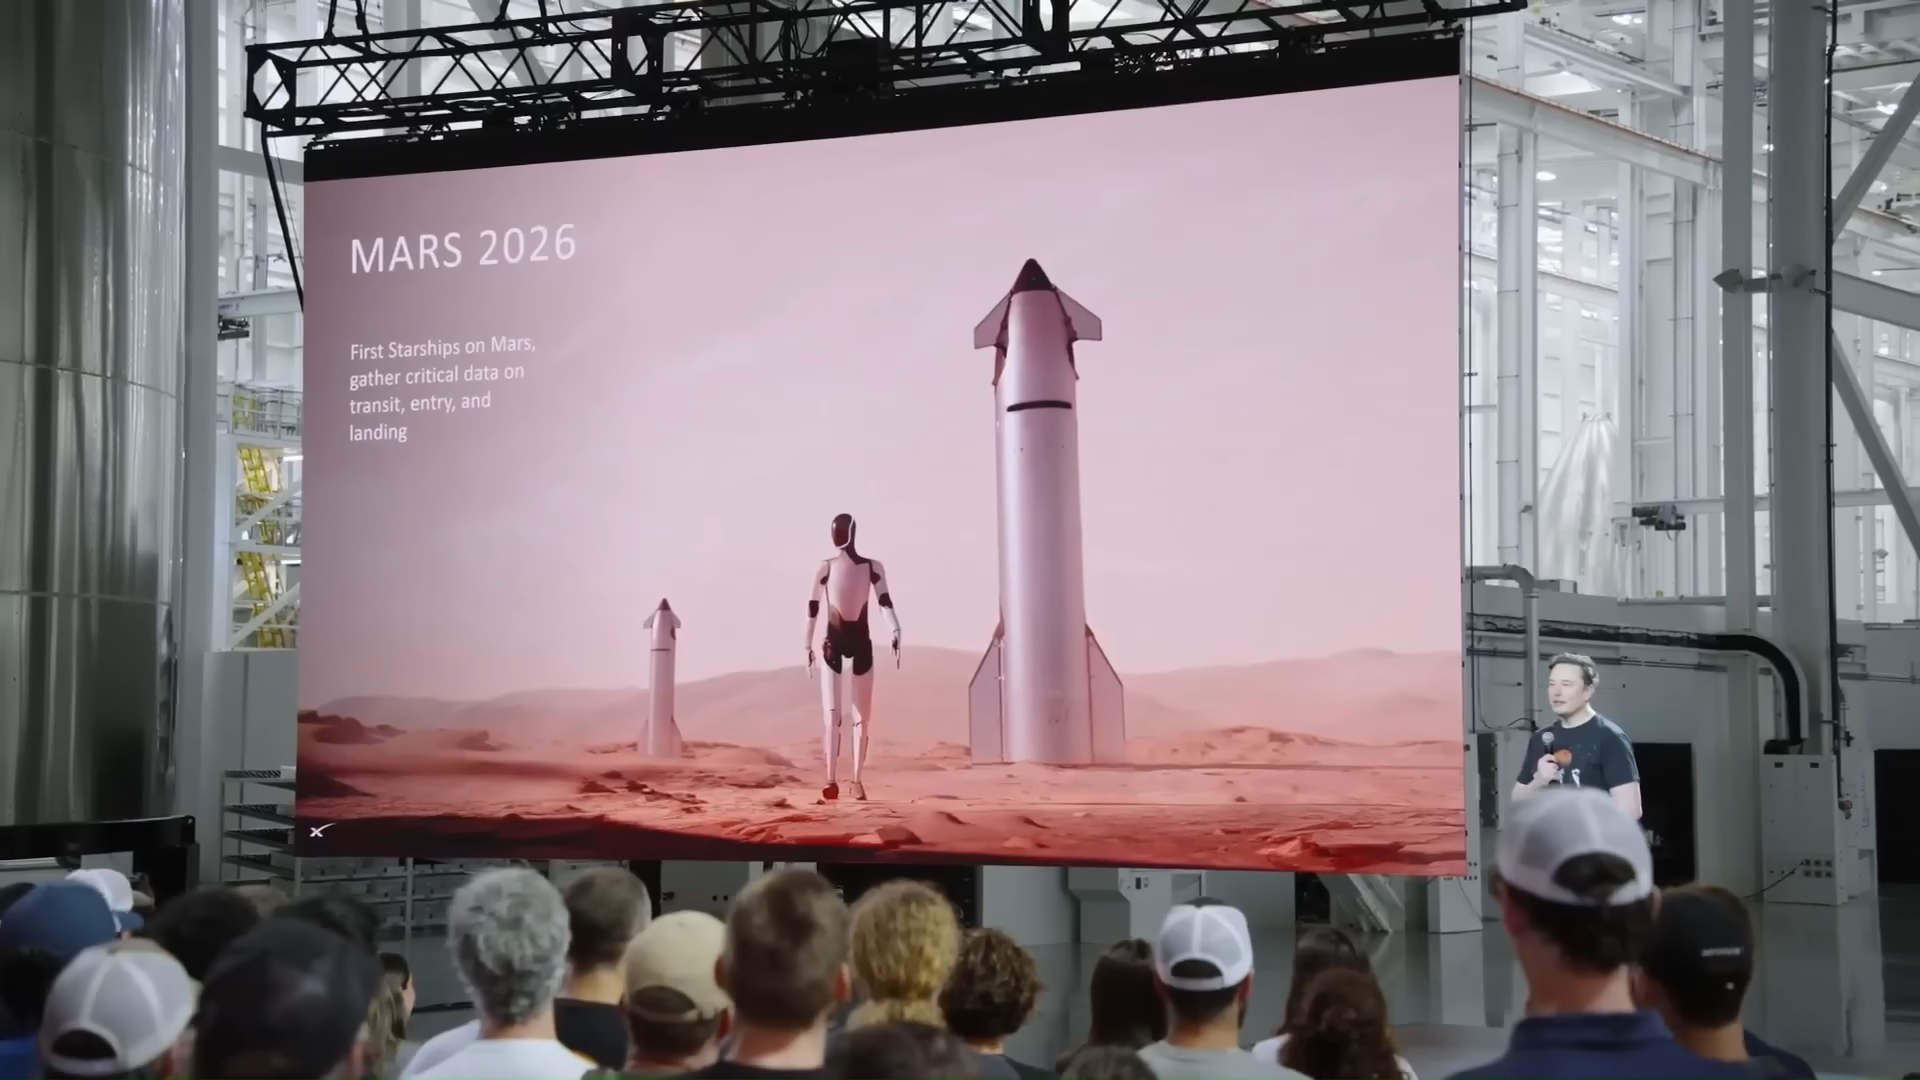 MARS 2026
First Starships on Mars,
gather critical data on
transit, entry, and
landing